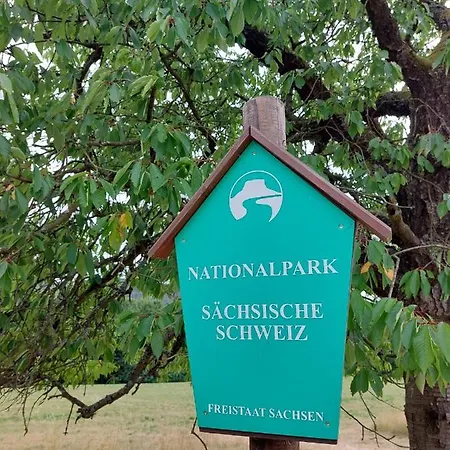 NATIONALPARK
SÄCHSISCHE
SCHWEIZ
FREISTAAT SACHSEN